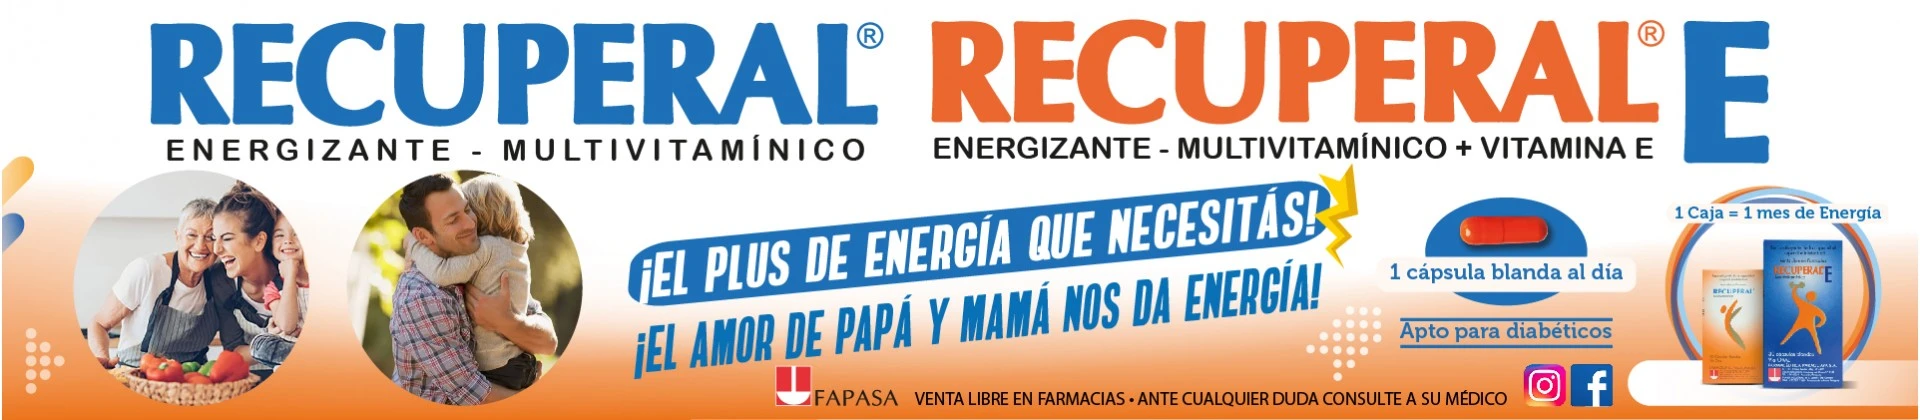 RECUPERAL®
ENERGIZANTE - MULTIVITAMÍNICO
RECUPERAL® E
ENERGIZANTE - MULTIVITAMÍNICO + VITAMINA E
¡EL PLUS DE ENERGÍA QUE NECESITÁS!
¡EL AMOR DE PAPÁ Y MAMÁ NOS DA ENERGÍA!
1 cápsula blanda al día
Apto para diabéticos
1 Caja = 1 mes de Energía
RECUPERAL
RECUPERAL E
FAPASA
VENTA LIBRE EN FARMACIAS • ANTE CUALQUIER DUDA CONSULTE A SU MÉDICO